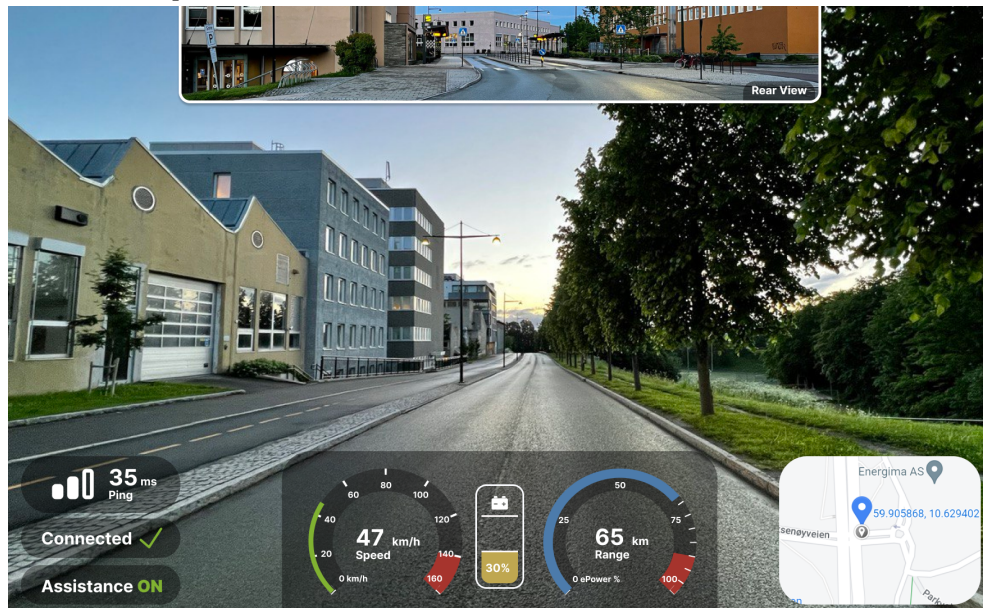 Rear View
35 ms
Ping
Connected
Assistance ON
0 km/h
20
40
60
80
100
120
140
160
47 km/h
Speed
30%
0 ePower %
25
50
75
100
65 km
Range
Energima AS
59.905868, 10.629402
senøyveien
Park
en
P